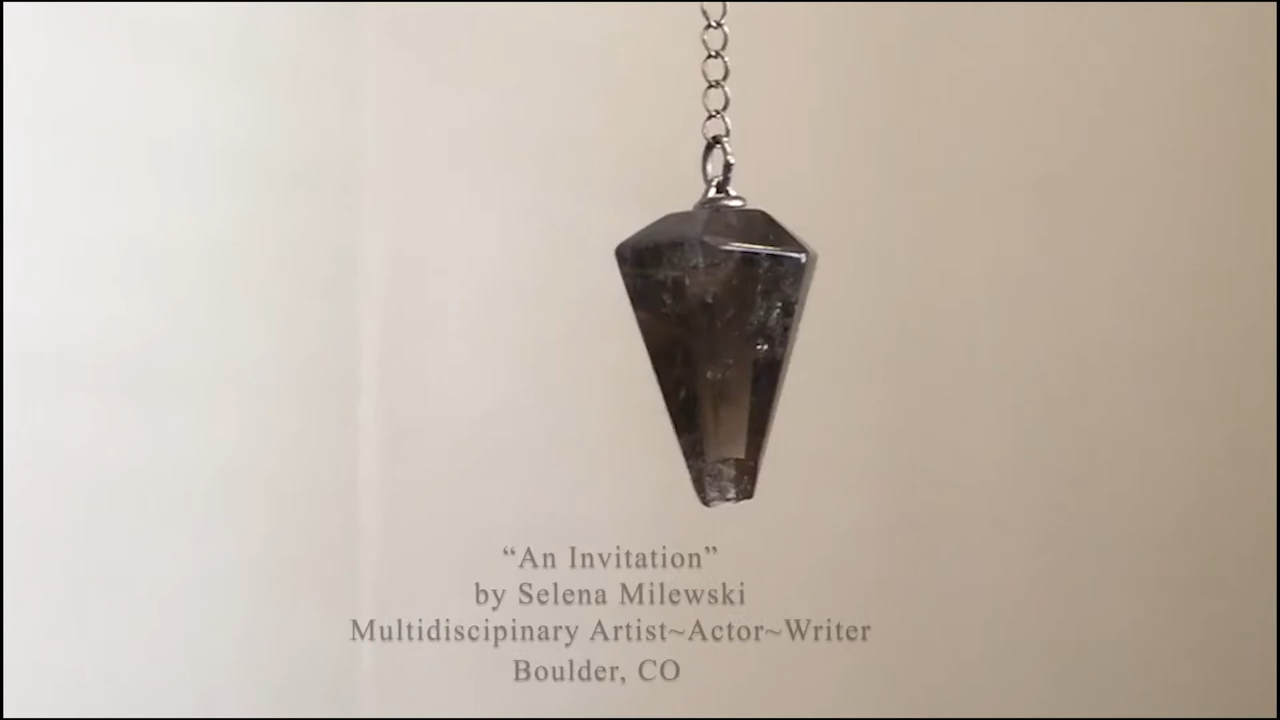 “An Invitation”
by Selena Milewski
Multidiscipinary Artist~Actor~Writer
Boulder, CO